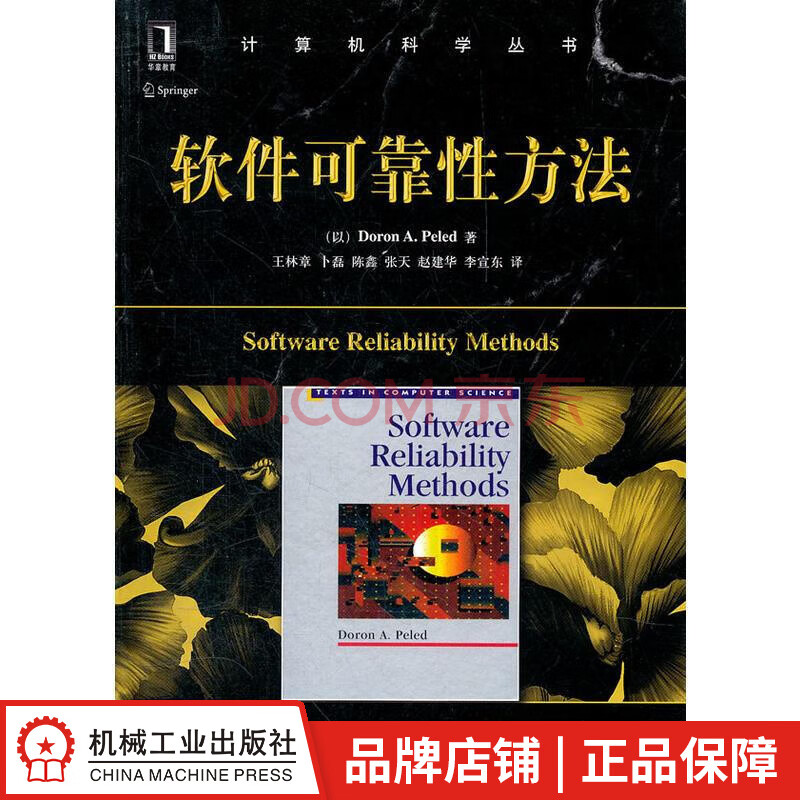 HZ BOOKS
华章教育
Springer
计算机科学丛书
软件可靠性方法
（以）Doron A. Peled 著
王林章 卜磊 陈鑫 张天 赵建华 李宣东 译
Software Reliability Methods
JD.COM 京东
TEXTS IN COMPUTER SCIENCE
Software
Reliability
Methods
Doron A. Peled
机械工业出版社
CHINA MACHINE PRESS
品牌店铺
正品保障